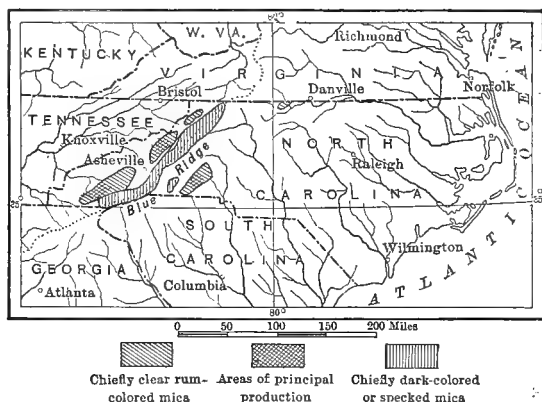 80°
W. VA.
Richmond
KENTUCKY
VIRGINIA
Bristol
Danville
Norfolk
TENNESSEE
Knoxville
Asheville
NORTH
Raleigh
Blue Ridge
CAROLINA
35°
SOUTH
CAROLINA
Wilmington
GEORGIA
Atlanta
Columbia
ATLANTIC OCEAN
80°
0 50 100 150 200 Miles
Chiefly clear rum-
colored mica
Areas of principal
production
Chiefly dark-colored
or specked mica